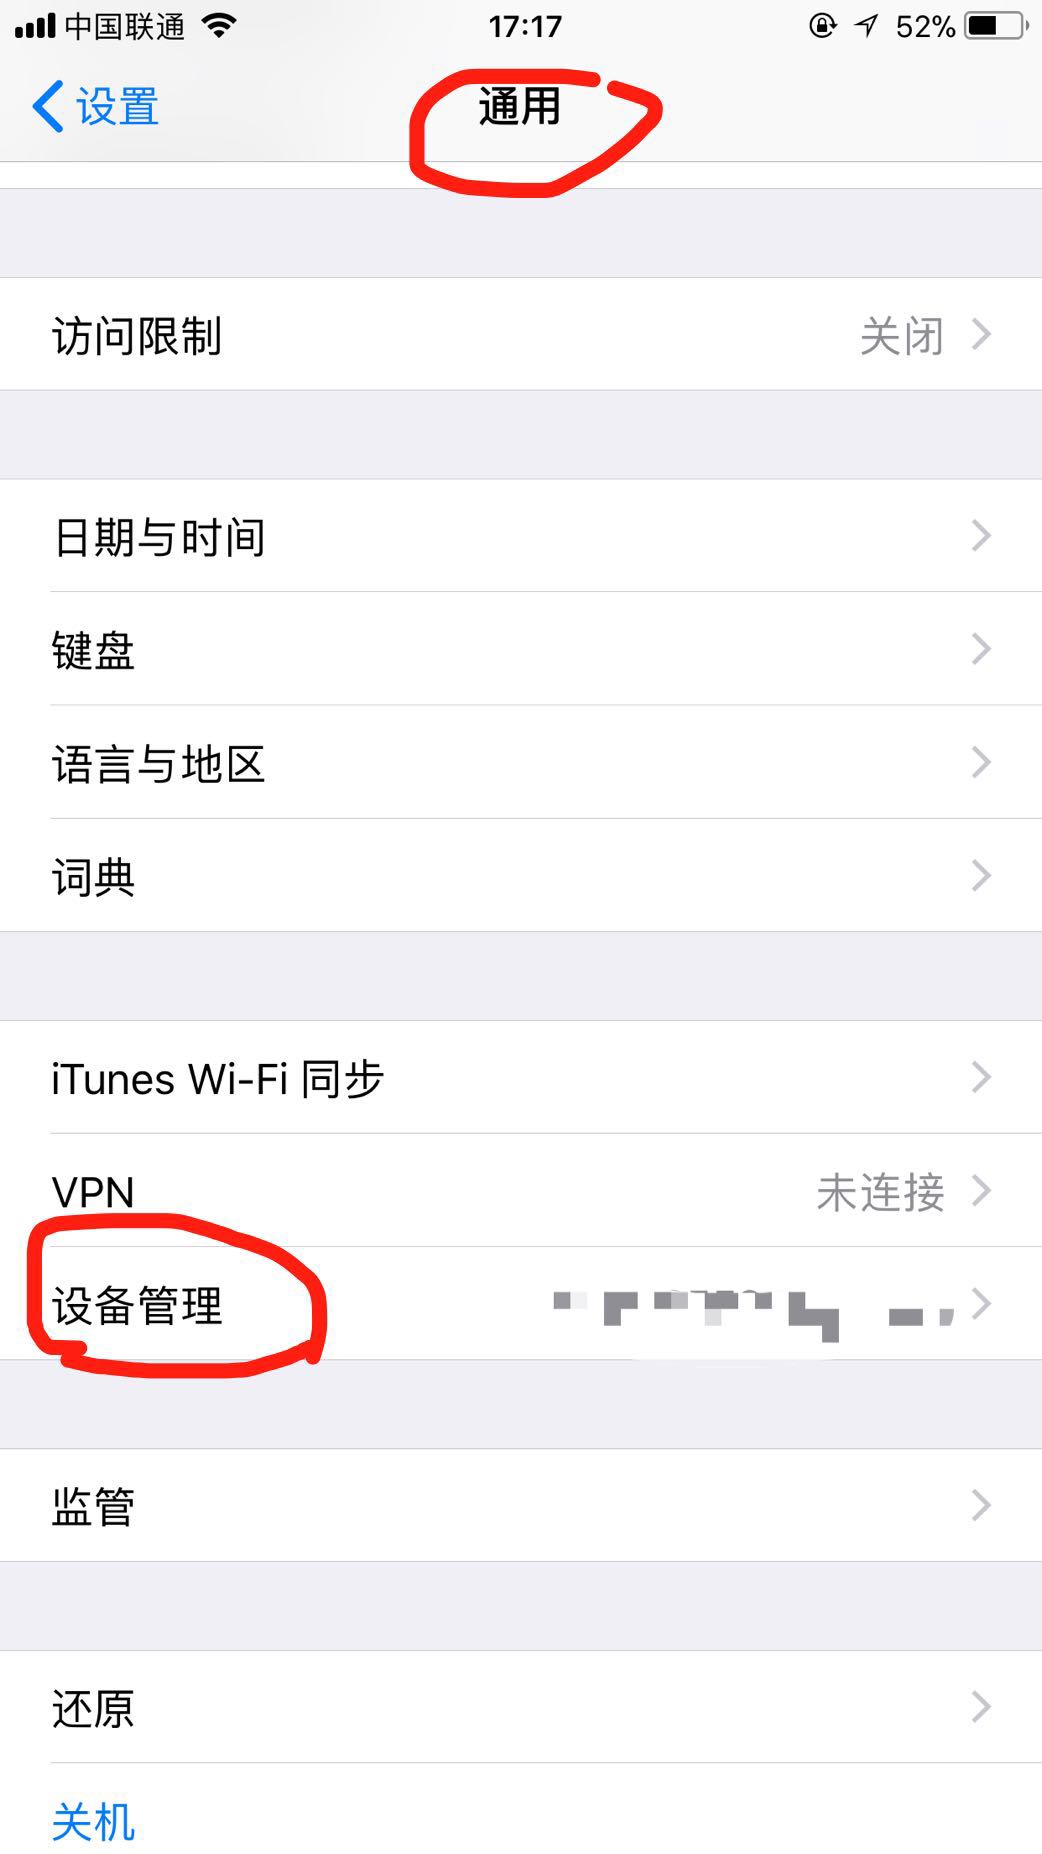 中国联通 17:17 52%
设置 通用
访问限制 关闭
日期与时间
键盘
语言与地区
词典
iTunes Wi-Fi 同步
VPN 未连接
设备管理
监管
还原
关机